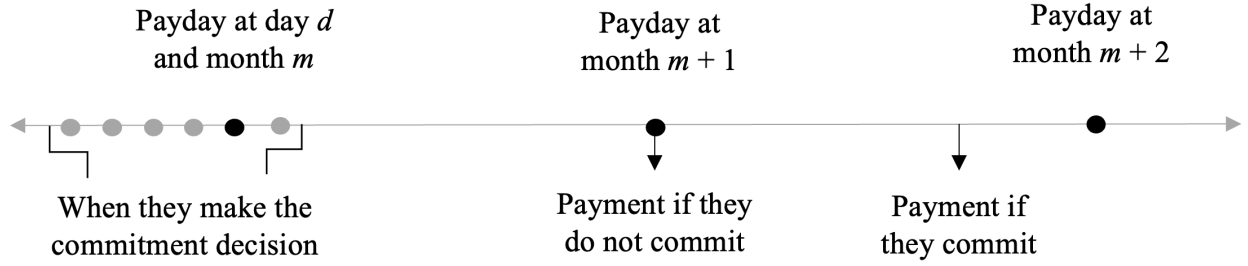 Payday at day d
and month m
Payday at
month m + 1
Payday at
month m + 2
When they make the
commitment decision
Payment if they
do not commit
Payment if
they commit